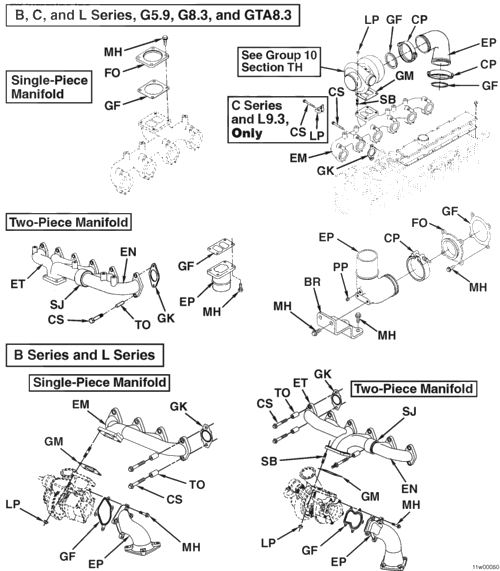 B, C, and L Series, G5.9, G8.3, and GTA8.3
MH
FO
Single-Piece
Manifold
GF
LP
GF
CP
EP
See Group 10
Section TH
CP
GM
GF
CS
SB
C Series
and L9.3,
Only
CS
LP
EM
GK
Two-Piece Manifold
EN
ET
SJ
CS
TO
GK
GF
EP
MH
GF
FO
EP
CP
PP
BR
MH
MH
MH
B Series and L Series
Single-Piece Manifold
EM
GK
GM
TO
CS
LP
GF
EP
MH
GK
ET
TO
CS
Two-Piece Manifold
SJ
SB
EN
GM
MH
LP
GF
EP
11w00060